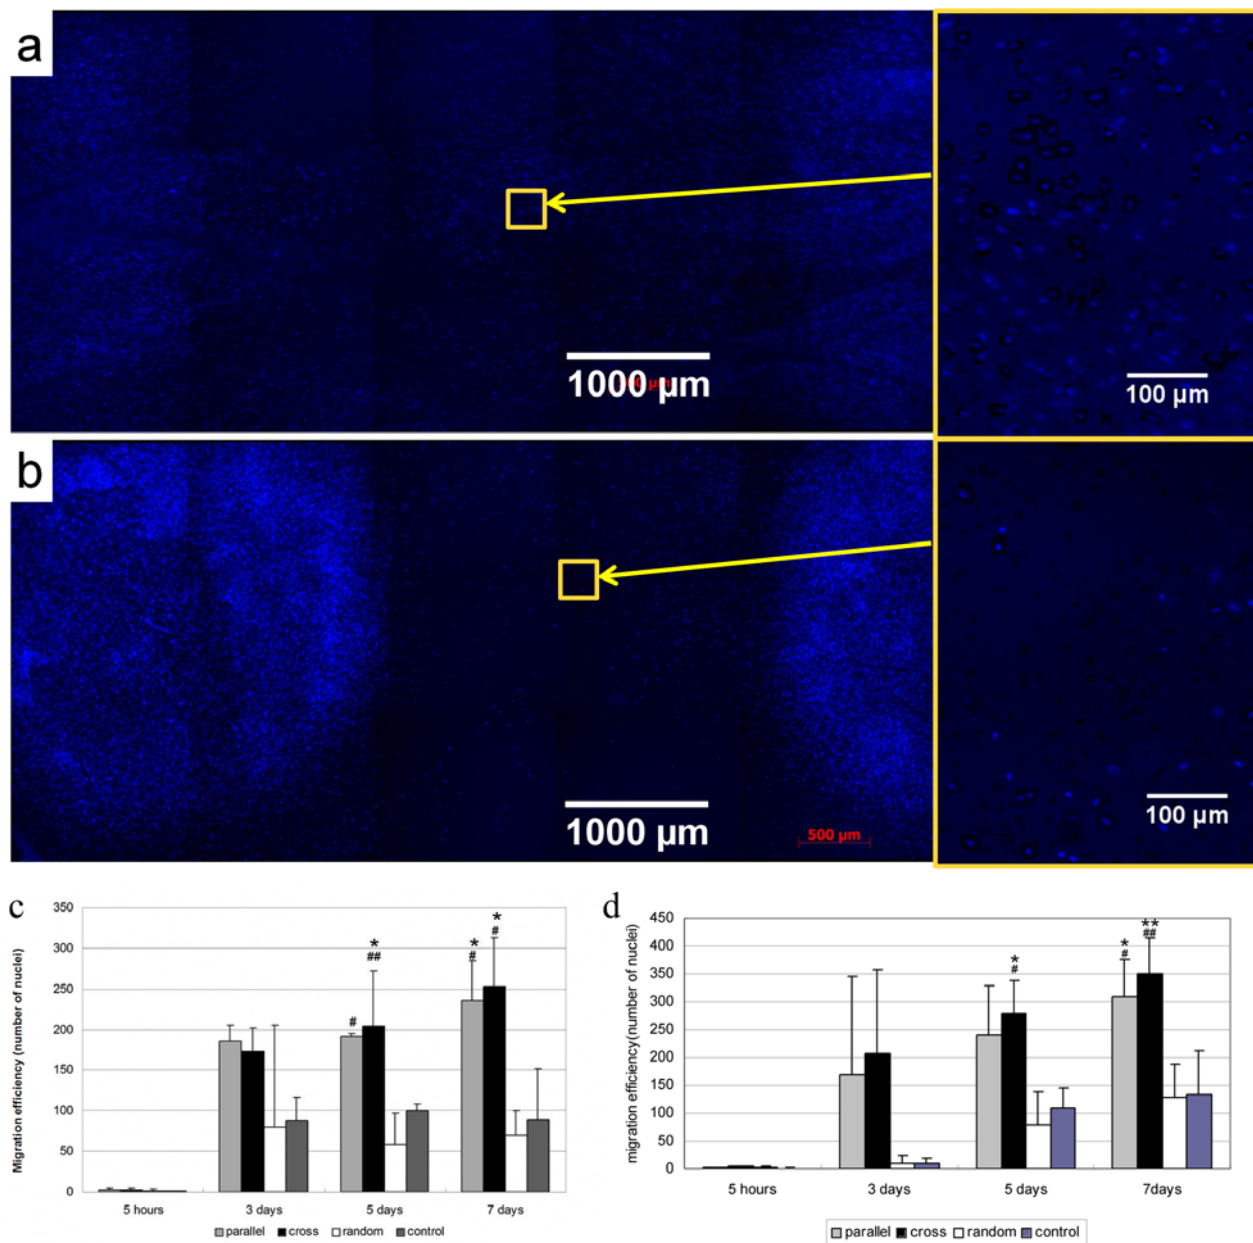 a
1000 µm
100 µm
b
1000 µm
500 µm
100 µm
c
Migration efficiency (number of nuclei)
350
300
250
200
150
100
50
0
*
##
#
*
#
*
#
5 hours
3 days
5 days
7 days
parallel
cross
random
control
d
migration efficiency(number of nuclei)
450
400
350
300
250
200
150
100
50
0
*
#
*
#
**
##
5 hours
3 days
5 days
7days
parallel
cross
random
control